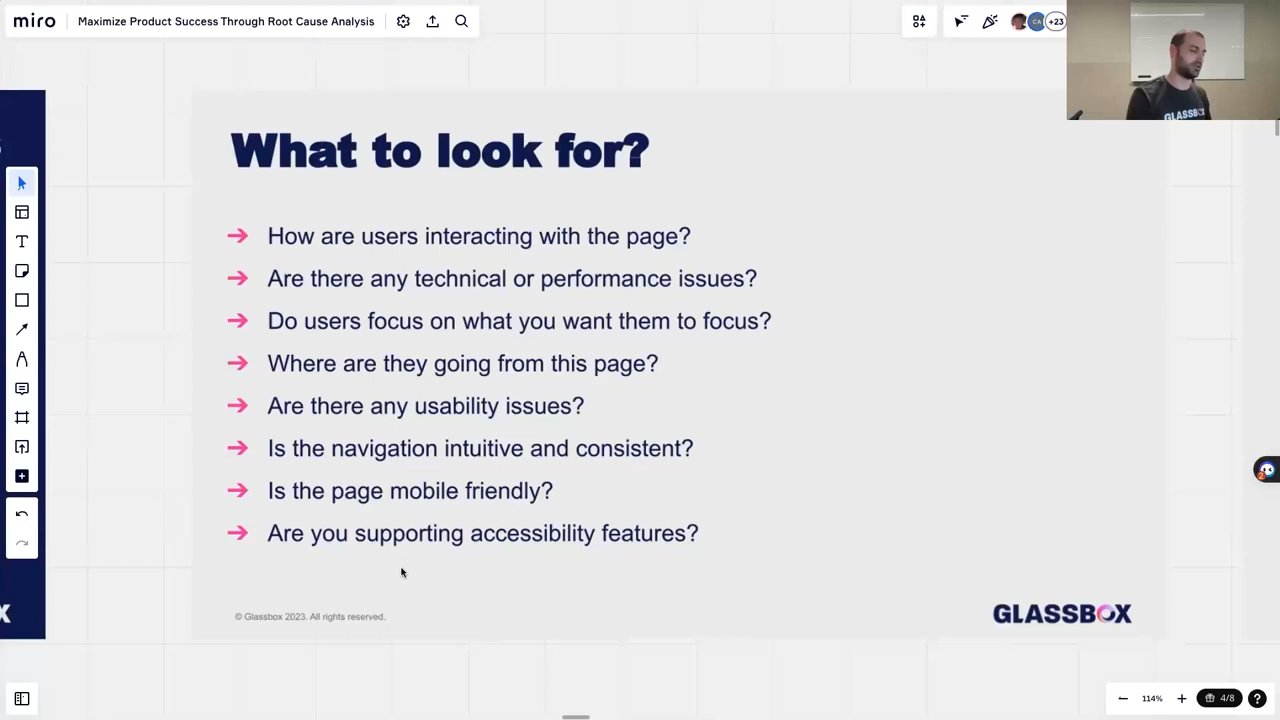 miro
Maximize Product Success Through Root Cause Analysis
CA
+23
GLASSBOX
What to look for?
→ How are users interacting with the page?
→ Are there any technical or performance issues?
→ Do users focus on what you want them to focus?
→ Where are they going from this page?
→ Are there any usability issues?
→ Is the navigation intuitive and consistent?
→ Is the page mobile friendly?
→ Are you supporting accessibility features?
© Glassbox 2023. All rights reserved.
GLASSBOX
114%
4/8